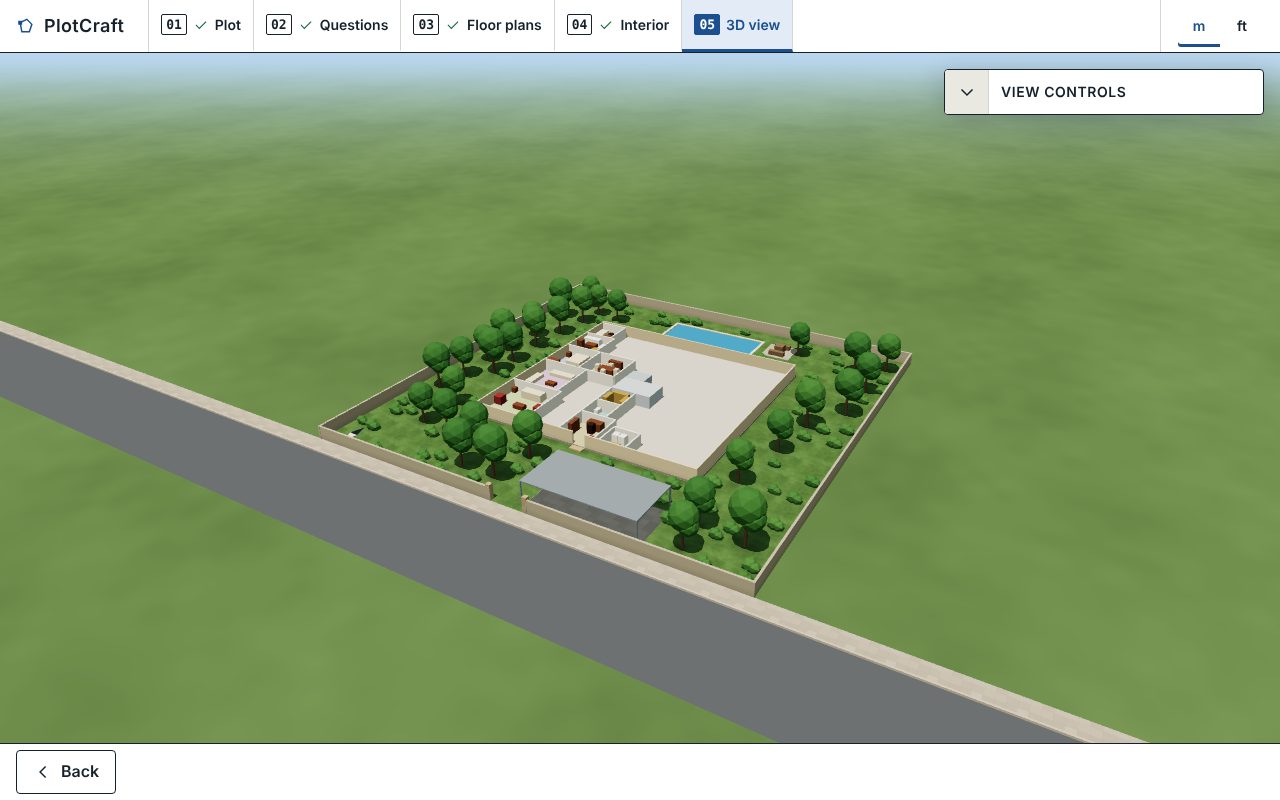 PlotCraft
01 Plot
02 Questions
03 Floor plans
04 Interior
05 3D view
m
ft
VIEW CONTROLS
Back